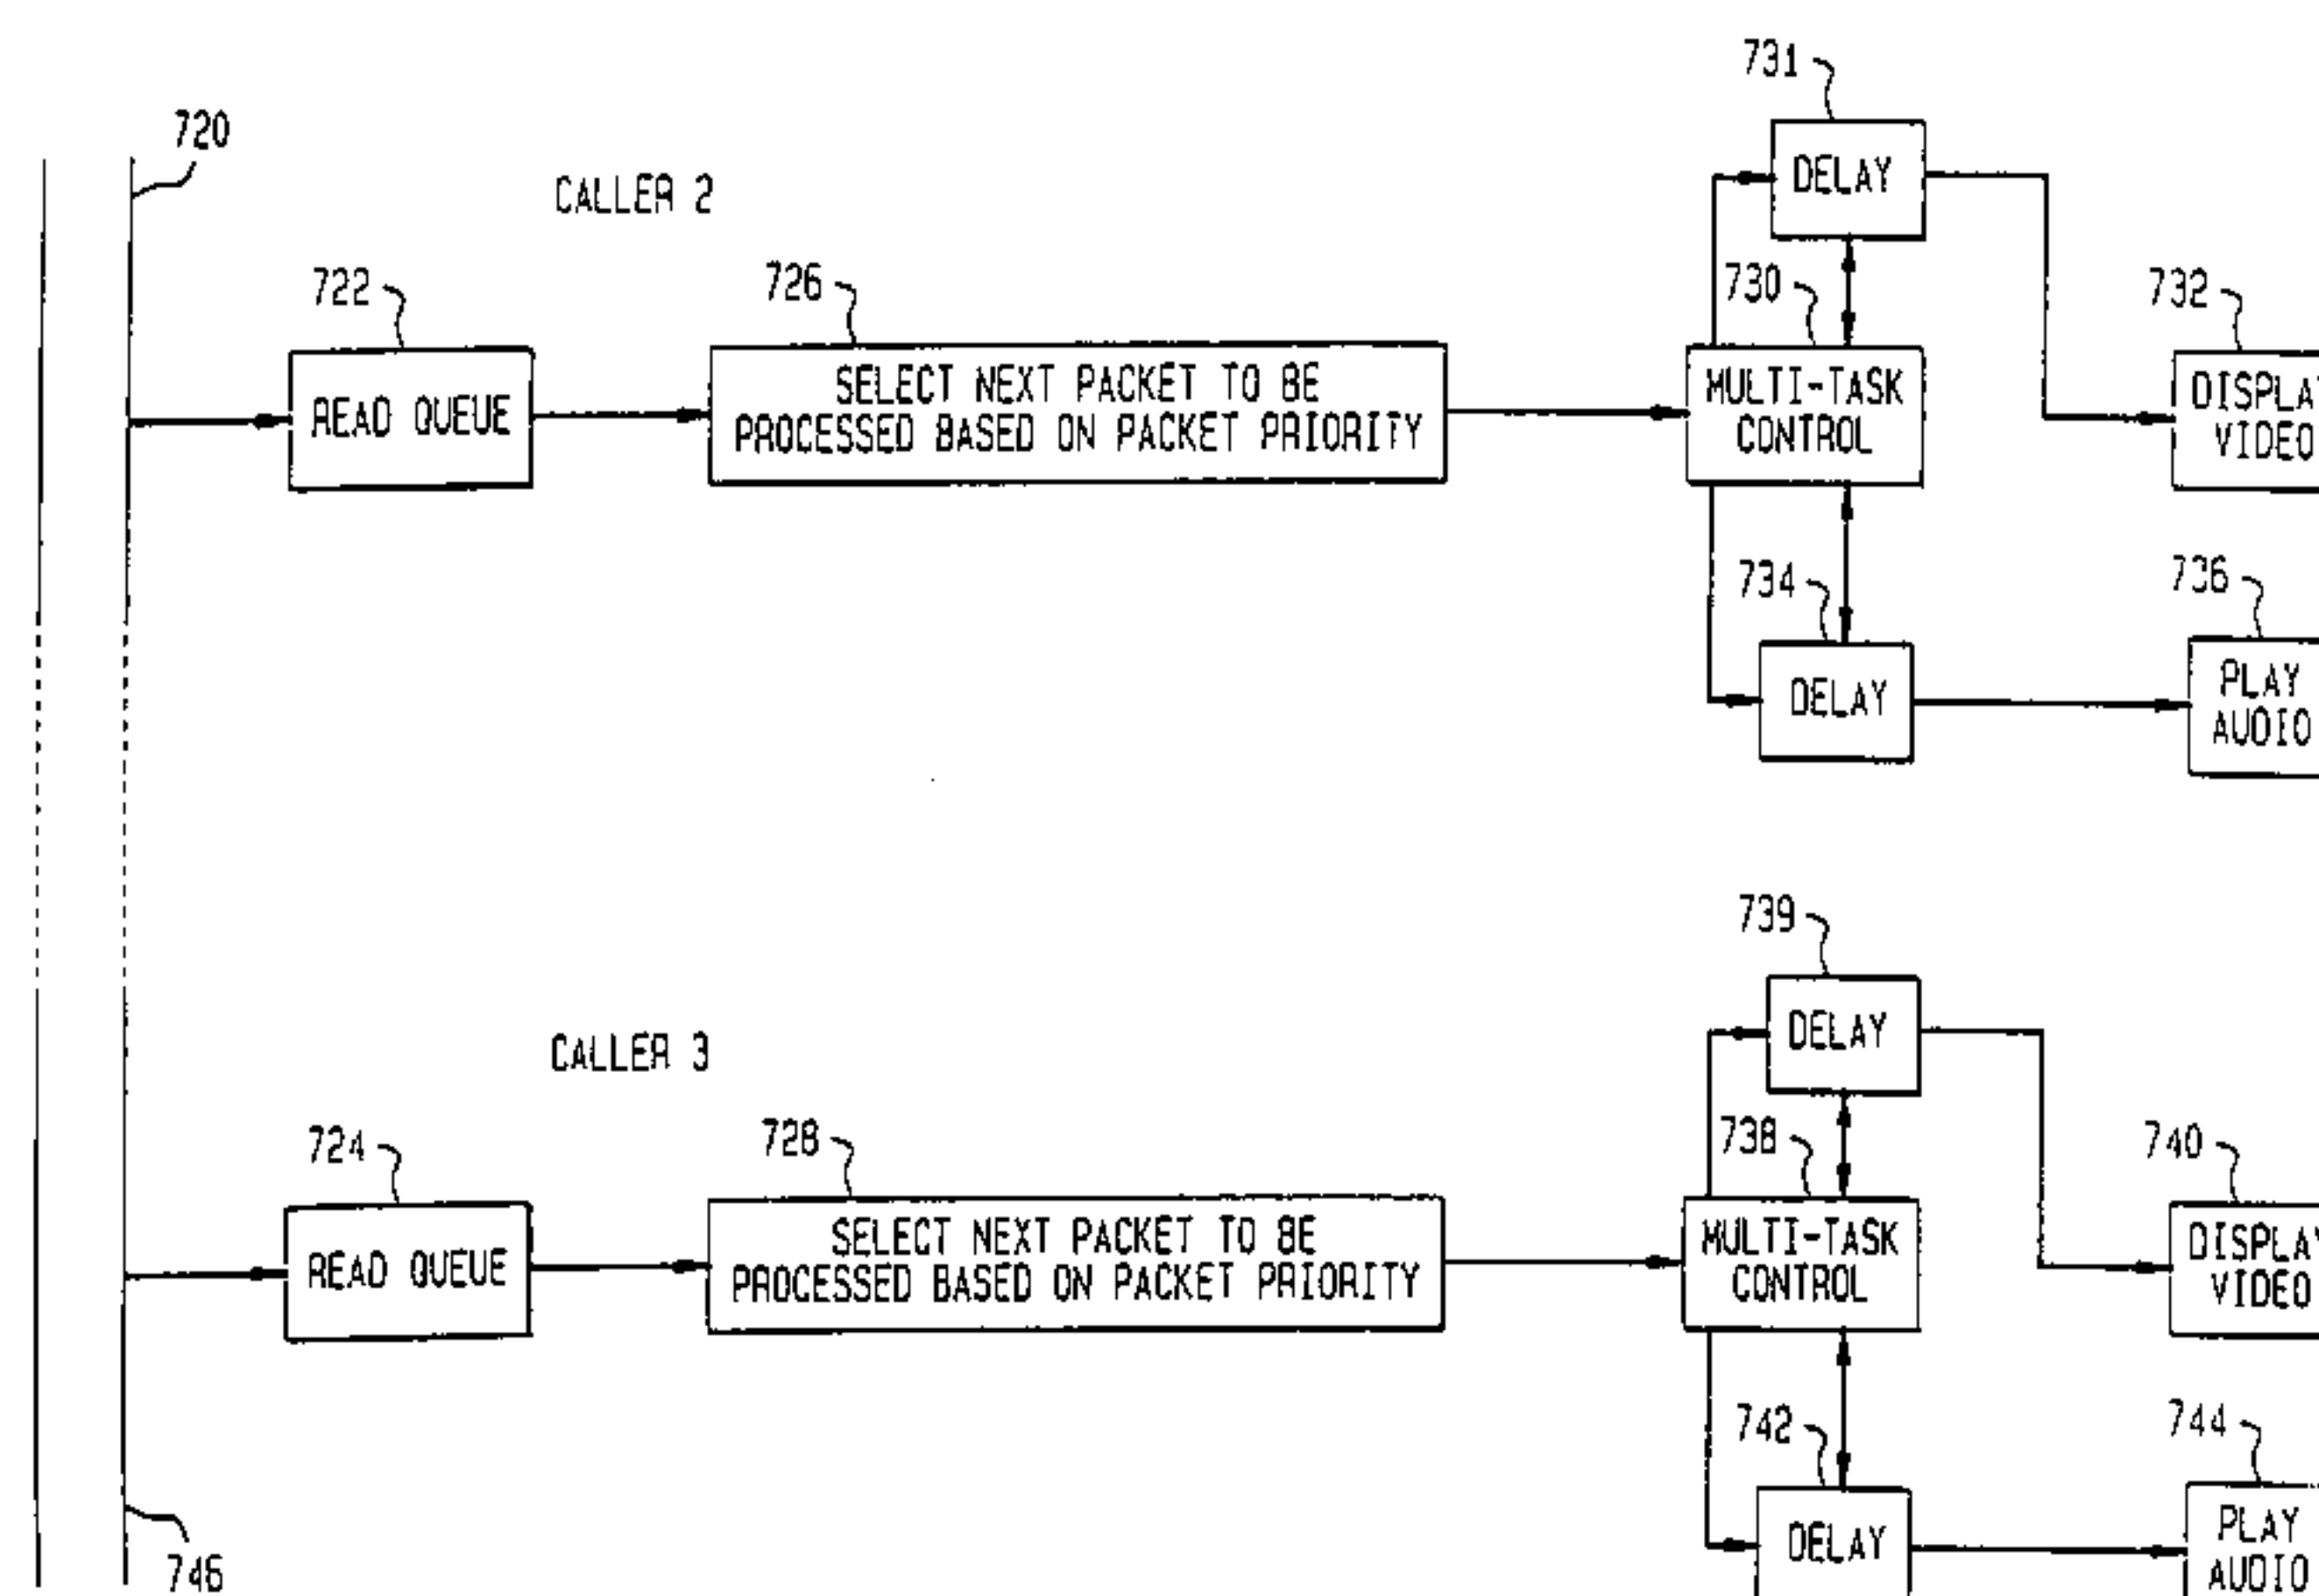 731
720
DELAY
CALLER 2
722
726
730
732
READ QUEUE
SELECT NEXT PACKET TO BE
PROCESSED BASED ON PACKET PRIORITY
MULTI-TASK
CONTROL
DISPLAY
VIDEO
734
736
DELAY
PLAY
AUDIO
739
DELAY
CALLER 3
724
728
738
740
READ QUEUE
SELECT NEXT PACKET TO BE
PROCESSED BASED ON PACKET PRIORITY
MULTI-TASK
CONTROL
DISPLAY
VIDEO
742
744
DELAY
PLAY
AUDIO
746